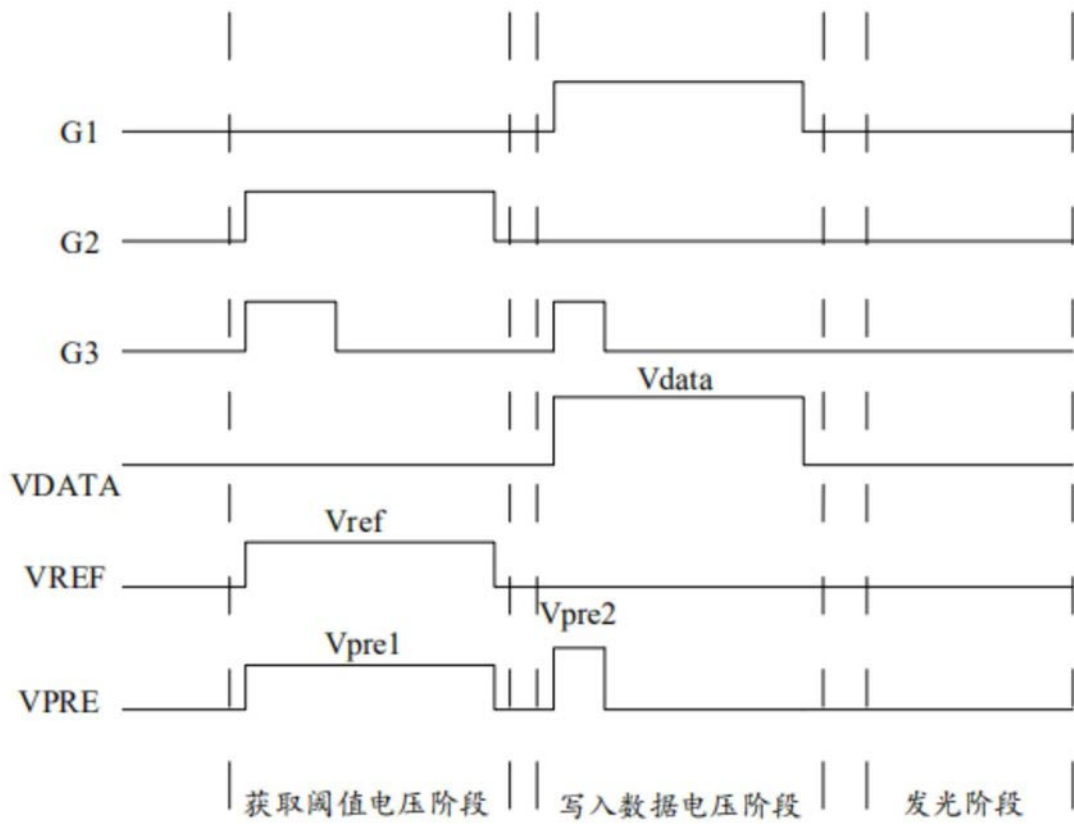 G1
G2
G3
Vdata
VDATA
Vref
VREF
Vpre2
Vpre1
VPRE
获取阈值电压阶段 写入数据电压阶段 发光阶段